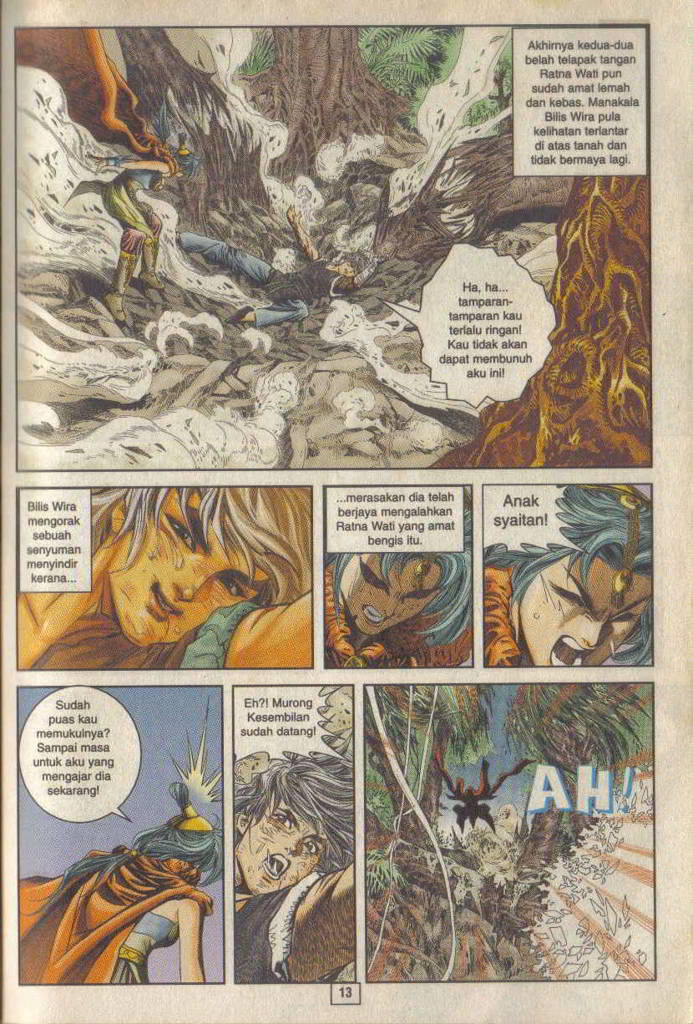 Akhirnya kedua-dua
belah telapak tangan
Ratna Wati pun
sudah amat lemah
dan kebas. Manakala
Bilis Wira pula
kelihatan terlantar
di atas tanah dan
tidak bermaya lagi.
Ha, ha...
tamparan-
tamparan kau
terlalu ringan!
Kau tidak akan
dapat membunuh
aku ini!
Bilis Wira
mengorak
sebuah
senyuman
menyindir
kerana...
...merasakan dia telah
berjaya mengalahkan
Ratna Wati yang amat
bengis itu.
Anak
syaitan!
Sudah
puas kau
memukulnya?
Sampai masa
untuk aku yang
mengajar dia
sekarang!
Eh?! Murong
Kesembilan
sudah datang!
AH!
13